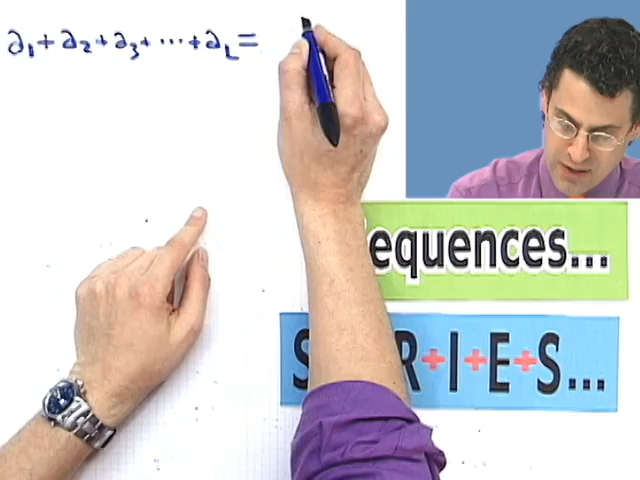 a₁ + a₂ + a₃ + ··· + a_L =
equences...
S R+I+E+S...